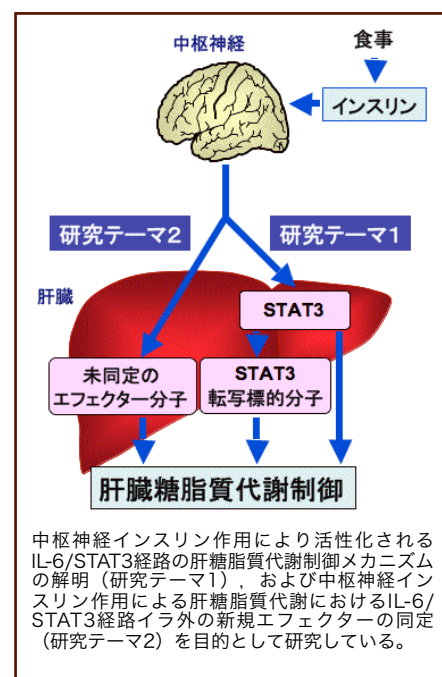 中枢神経
食事
インスリン
研究テーマ2
研究テーマ1
肝臓
STAT3
未同定の
エフェクター分子
STAT3
転写標的分子
肝臓糖脂質代謝制御
中枢神経インスリン作用により活性化される
IL-6/STAT3経路の肝糖脂質代謝制御メカニズム
の解明（研究テーマ1）, および中枢神経イン
スリン作用による肝糖脂質代謝におけるIL-6/
STAT3経路イラ外の新規エフェクターの同定
（研究テーマ2）を目的として研究している。